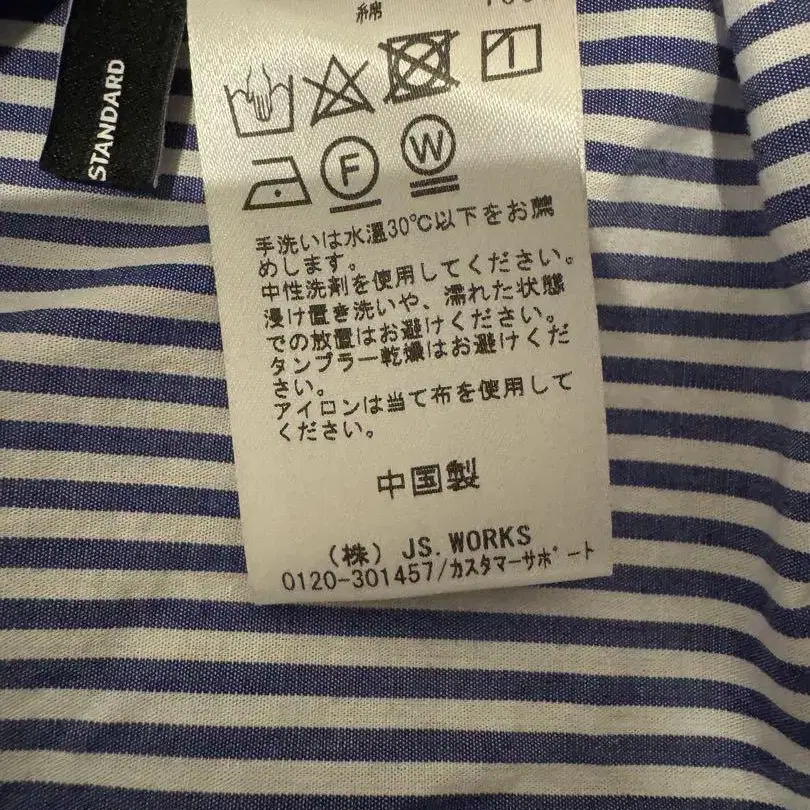 STANDARD
綿
F
W
手洗いは水温30℃以下をお薦
めします。
中性洗剤を使用してください。
浸け置き洗いや、濡れた状態
での放置はお避けください。
タンブラー乾燥はお避けくだ
さい。
アイロンは当て布を使用して
ください。
中国製
(株) JS.WORKS
0120-301457/カスタマーサポート